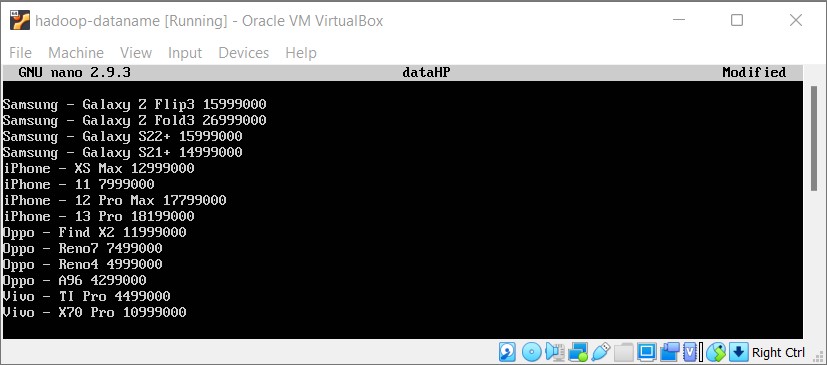 hadoop-dataname [Running] - Oracle VM VirtualBox
File Machine View Input Devices Help
GNU nano 2.9.3 dataHP Modified
Samsung - Galaxy Z Flip3 15999000
Samsung - Galaxy Z Fold3 26999000
Samsung - Galaxy S22+ 15999000
Samsung - Galaxy S21+ 14999000
iPhone - XS Max 12999000
iPhone - 11 7999000
iPhone - 12 Pro Max 17799000
iPhone - 13 Pro 18199000
Oppo - Find X2 11999000
Oppo - Reno7 7499000
Oppo - Reno4 4999000
Oppo - A96 4299000
Vivo - TI Pro 4499000
Vivo - X70 Pro 10999000
Right Ctrl